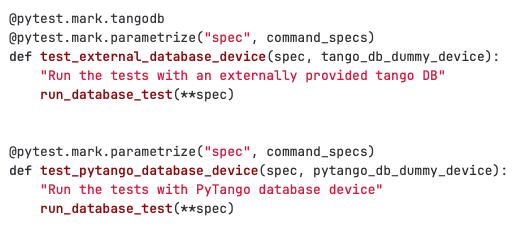 @pytest.mark.tangodb
@pytest.mark.parametrize("spec", command_specs)
def test_external_database_device(spec, tango_db_dummy_device):
    "Run the tests with an externally provided tango DB"
    run_database_test(**spec)

@pytest.mark.parametrize("spec", command_specs)
def test_pytango_database_device(spec, pytango_db_dummy_device):
    "Run the tests with PyTango database device"
    run_database_test(**spec)